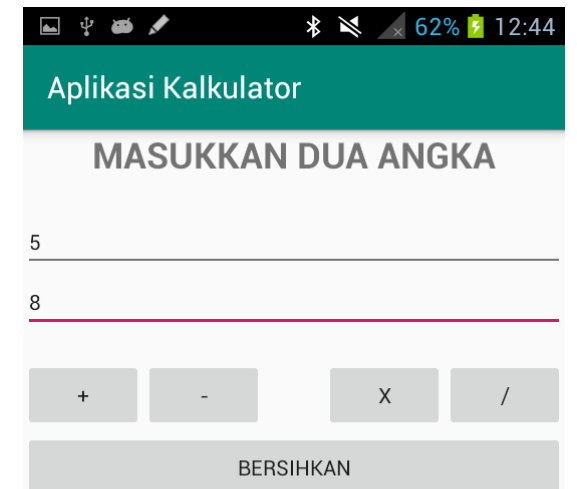 62% 12:44
Aplikasi Kalkulator
MASUKKAN DUA ANGKA
5
8
+ - X /
BERSIHKAN